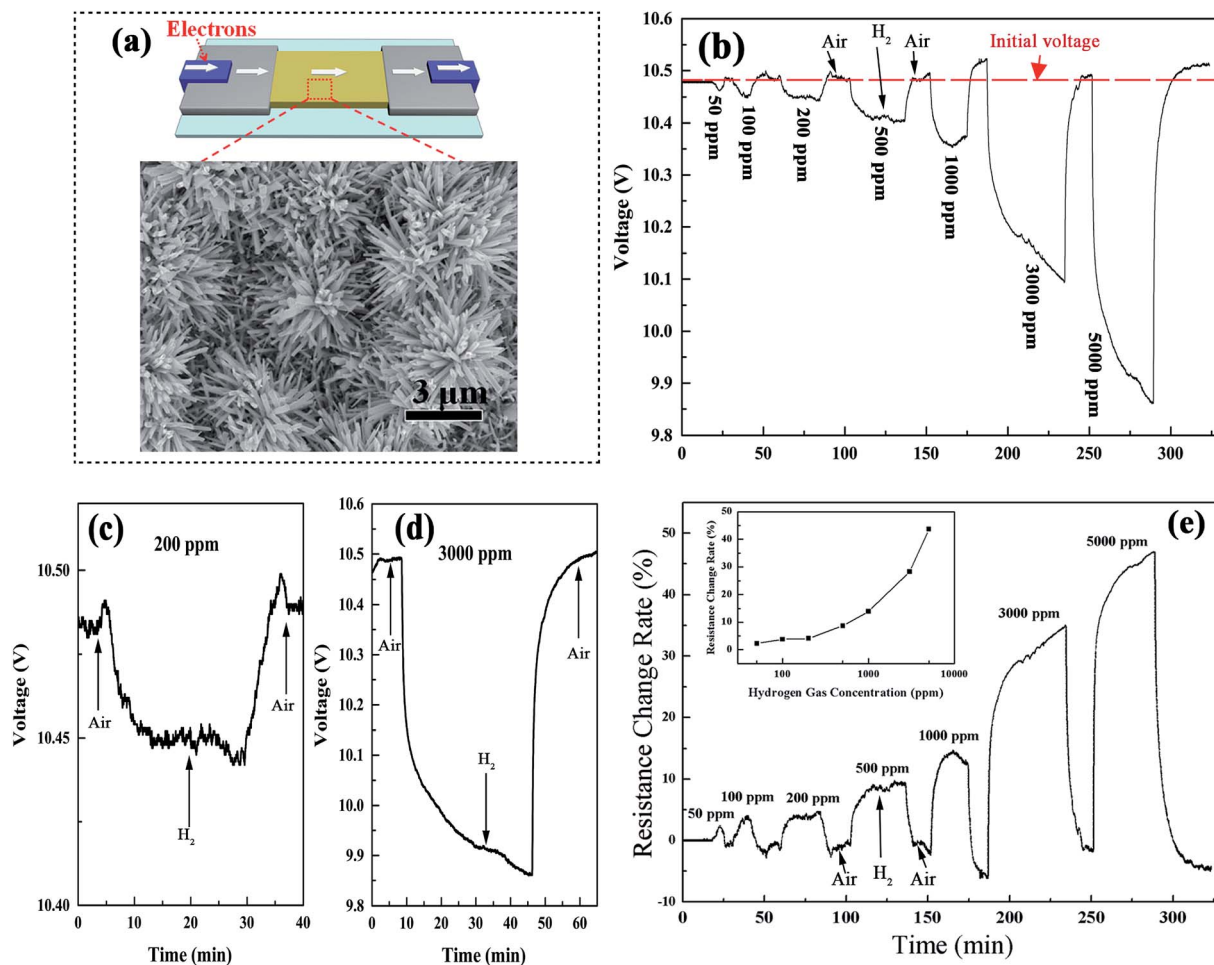 (a)
Electrons
3 μm
(b)
Air
H2
Air
Initial voltage
50 ppm
100 ppm
200 ppm
500 ppm
1000 ppm
3000 ppm
5000 ppm
Voltage (V)
10.6
10.5
10.4
10.3
10.2
10.1
10.0
9.9
9.8
0 50 100 150 200 250 300
(c)
200 ppm
Air
H2
Air
Voltage (V)
10.50
10.45
10.40
0 10 20 30 40
Time (min)
(d)
3000 ppm
Air
H2
Air
Voltage (V)
10.6
10.5
10.4
10.3
10.2
10.1
10.0
9.9
9.8
0 10 20 30 40 50 60
Time (min)
(e)
Resistance Change Rate (%)
50
40
30
20
10
0
-10
50 ppm
100 ppm
200 ppm
500 ppm
1000 ppm
3000 ppm
5000 ppm
Air
H2
Air
0 50 100 150 200 250 300
Time (min)
Resistance Change Rate (%)
50
40
30
20
10
0
100 1000 10000
Hydrogen Gas Concentration (ppm)